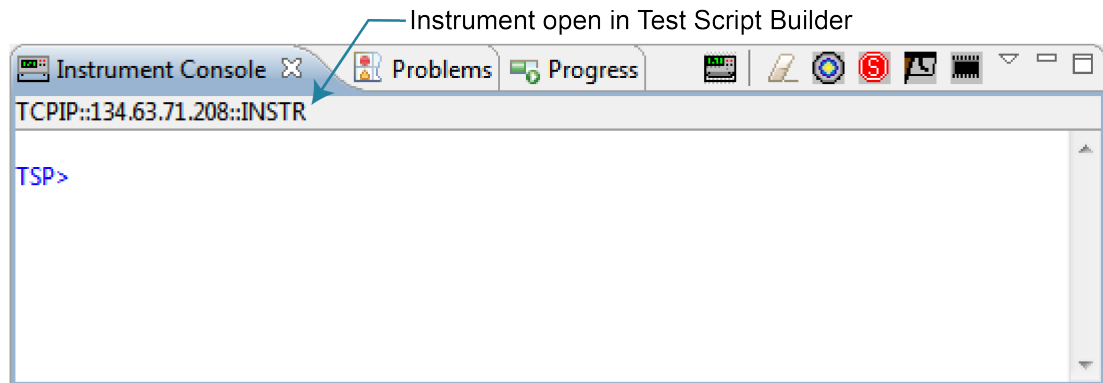 Instrument open in Test Script Builder
Instrument Console Problems Progress
TCPIP::134.63.71.208::INSTR
TSP>